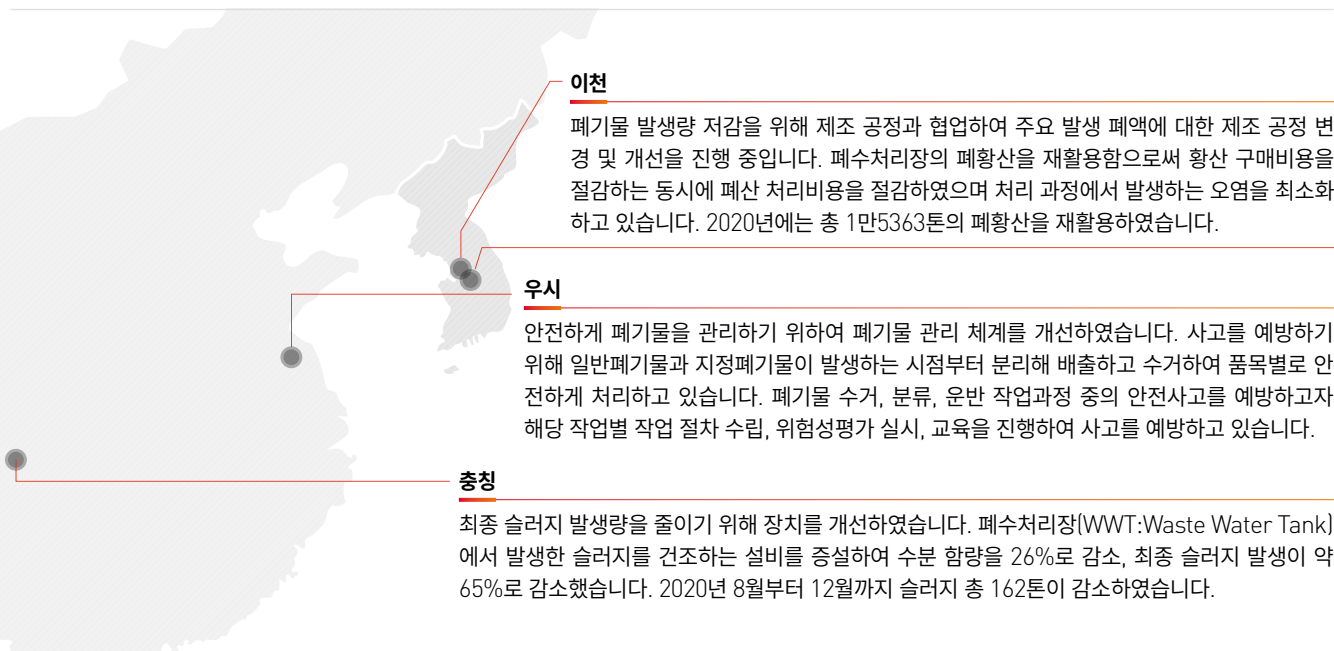 이천
폐기물 발생량 저감을 위해 제조 공정과 협업하여 주요 발생 폐액에 대한 제조 공정 변
경 및 개선을 진행 중입니다. 폐수처리장의 폐황산을 재활용함으로써 황산 구매비용을
절감하는 동시에 폐산 처리비용을 절감하였으며 처리 과정에서 발생하는 오염을 최소화
하고 있습니다. 2020년에는 총 1만5363톤의 폐황산을 재활용하였습니다.
우시
안전하게 폐기물을 관리하기 위하여 폐기물 관리 체계를 개선하였습니다. 사고를 예방하기
위해 일반폐기물과 지정폐기물이 발생하는 시점부터 분리해 배출하고 수거하여 품목별로 안
전하게 처리하고 있습니다. 폐기물 수거, 분류, 운반 작업과정 중의 안전사고를 예방하고자
해당 작업별 작업 절차 수립, 위험성평가 실시, 교육을 진행하여 사고를 예방하고 있습니다.
충칭
최종 슬러지 발생량을 줄이기 위해 장치를 개선하였습니다. 폐수처리장(WWT:Waste Water Tank)
에서 발생한 슬러지를 건조하는 설비를 증설하여 수분 함량을 26%로 감소, 최종 슬러지 발생이 약
65%로 감소했습니다. 2020년 8월부터 12월까지 슬러지 총 162톤이 감소하였습니다.